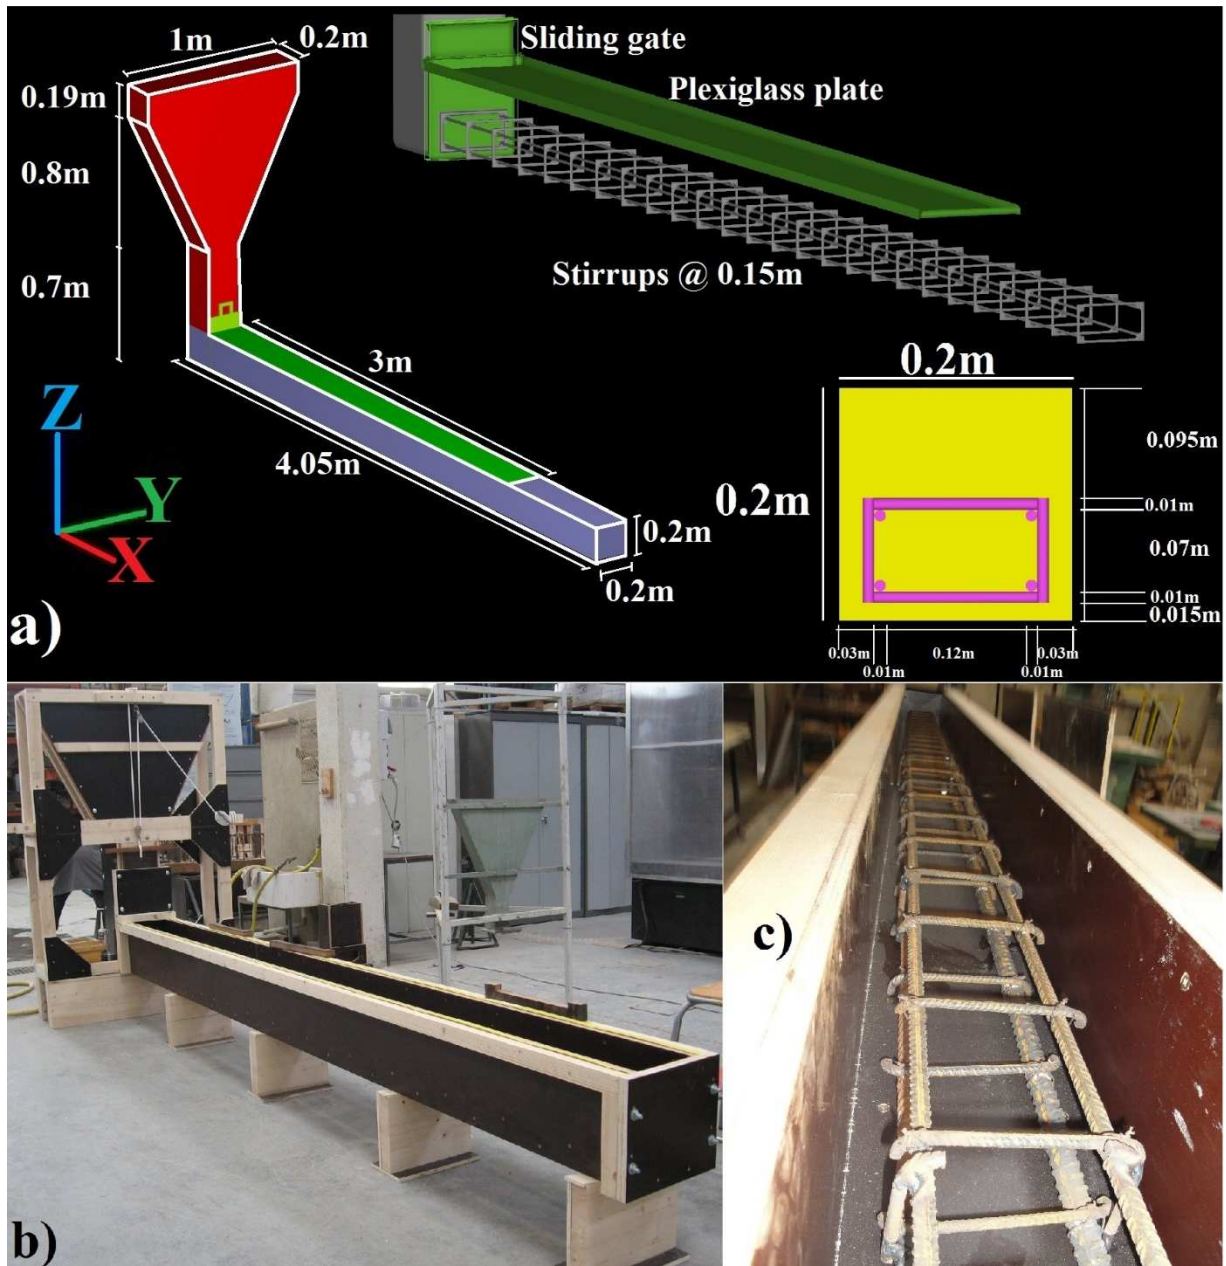 1m
0.2m
0.19m
0.8m
0.7m
3m
4.05m
0.2m
0.2m
Z
Y
X
a)
Sliding gate
Plexiglass plate
Stirrups @ 0.15m
0.2m
0.2m
0.095m
0.01m
0.07m
0.01m
0.015m
0.03m
0.01m
0.12m
0.01m
0.03m
b)
c)